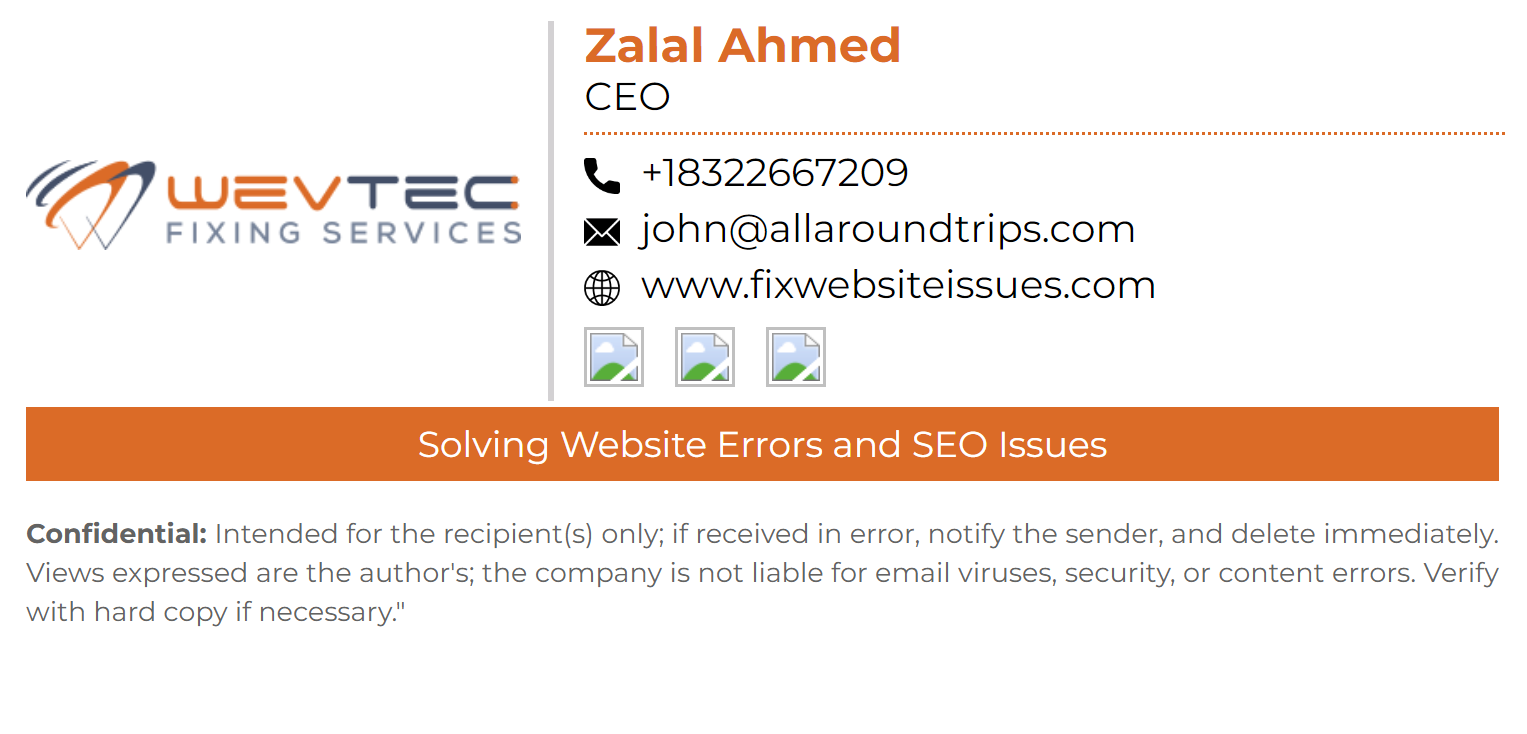 Zalal Ahmed
CEO
WEVTEC
FIXING SERVICES
+18322667209
john@allaroundtrips.com
www.fixwebsiteissues.com
Solving Website Errors and SEO Issues
Confidential: Intended for the recipient(s) only; if received in error, notify the sender, and delete immediately.
Views expressed are the author's; the company is not liable for email viruses, security, or content errors. Verify
with hard copy if necessary."